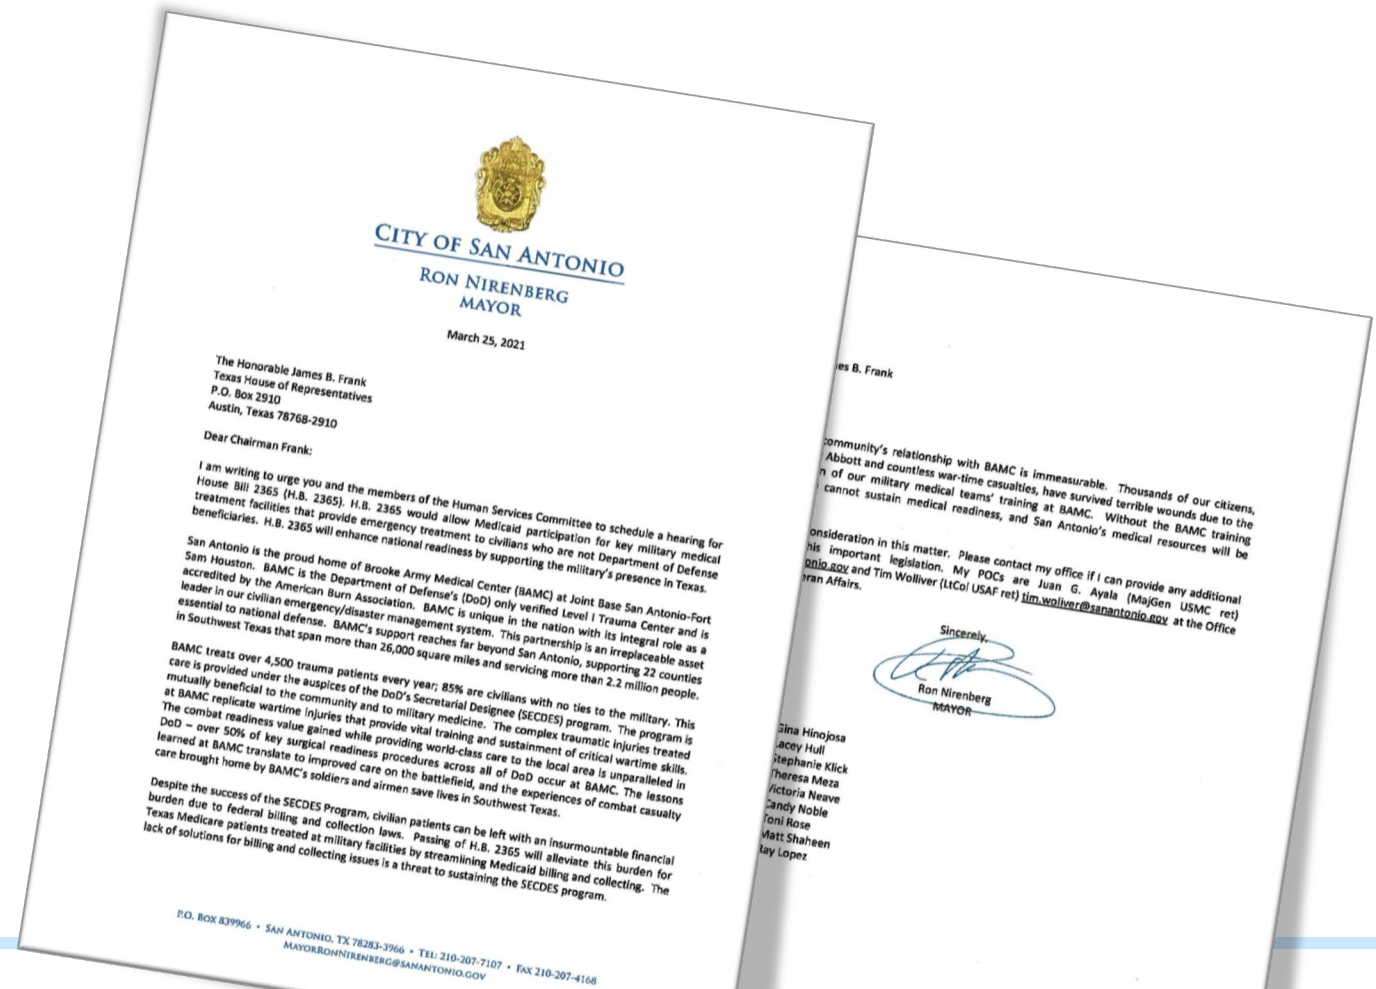 CITY OF SAN ANTONIO
RON NIRENBERG
MAYOR
March 25, 2021
The Honorable James B. Frank
Texas House of Representatives
P.O. Box 2910
Austin, Texas 78768-2910
Dear Chairman Frank:
I am writing to urge you and the members of the Human Services Committee to schedule a hearing for
House Bill 2365 (H.B. 2365). H.B. 2365 would allow Medicaid participation for key military medical
treatment facilities that provide emergency treatment to civilians who are not Department of Defense
beneficiaries. H.B. 2365 will enhance national readiness by supporting the military's presence in Texas.
San Antonio is the proud home of Brooke Army Medical Center (BAMC) at Joint Base San Antonio-Fort
Sam Houston. BAMC is the Department of Defense's (DoD) only verified Level I Trauma Center and is
accredited by the American Burn Association. BAMC is unique in the nation with its integral role as a
leader in our civilian emergency/disaster management system. This partnership is an irreplaceable asset
essential to national defense. BAMC's support reaches far beyond San Antonio, supporting 22 counties
in Southwest Texas that span more than 26,000 square miles and servicing more than 2.2 million people.
BAMC treats over 4,500 trauma patients every year; 85% are civilians with no ties to the military. This
care is provided under the auspices of the DoD's Secretarial Designee (SECDES) program. The program is
mutually beneficial to the community and to military medicine. The complex traumatic injuries treated
at BAMC replicate wartime injuries that provide vital training and sustainment of critical wartime skills.
The combat readiness value gained while providing world-class care to the local area is unparalleled in
DoD – over 50% of key surgical readiness procedures across all of DoD occur at BAMC. The lessons
learned at BAMC translate to improved care on the battlefield, and the experiences of combat casualty
care brought home by BAMC's soldiers and airmen save lives in Southwest Texas.
Despite the success of the SECDES Program, civilian patients can be left with an insurmountable financial
burden due to federal billing and collection laws. Passing of H.B. 2365 will alleviate this burden for
Texas Medicare patients treated at military facilities by streamlining Medicaid billing and collecting. The
lack of solutions for billing and collecting issues is a threat to sustaining the SECDES program.
P.O. BOX 839966 • SAN ANTONIO, TX 78283-3966 • TEL: 210-207-7107 • FAX 210-207-4168
MAYORRONNIRENBERG@SANANTONIO.GOV
es B. Frank
community's relationship with BAMC is immeasurable. Thousands of our citizens,
Abbott and countless war-time casualties, have survived terrible wounds due to the
n of our military medical teams' training at BAMC. Without the BAMC training
cannot sustain medical readiness, and San Antonio's medical resources will be
onsideration in this matter. Please contact my office if I can provide any additional
his important legislation. My POCs are Juan G. Ayala (MajGen USMC ret)
onio.gov and Tim Wolliver (LtCol USAF ret) tim.woliver@sanantonio.gov at the Office
eran Affairs.
Sincerely,
Ron Nirenberg
MAYOR
Gina Hinojosa
Lacey Hull
Stephanie Klick
Theresa Meza
Victoria Neave
Candy Noble
Toni Rose
Matt Shaheen
Ray Lopez